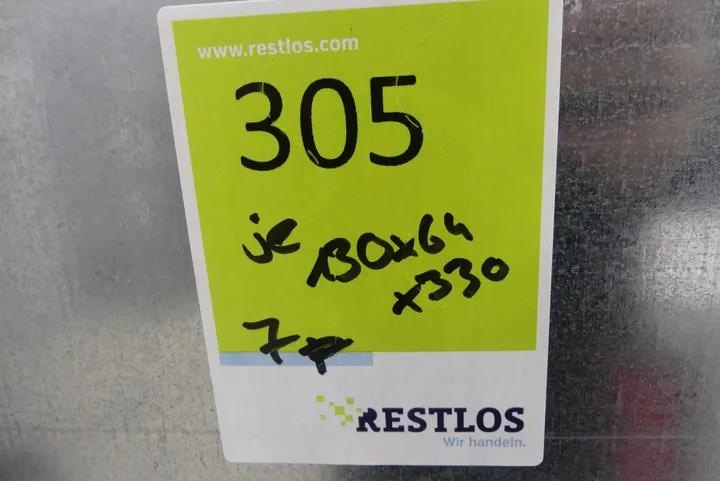 www.restlos.com
305
je 130x64
x330
7
RESTLOS
Wir handeln.